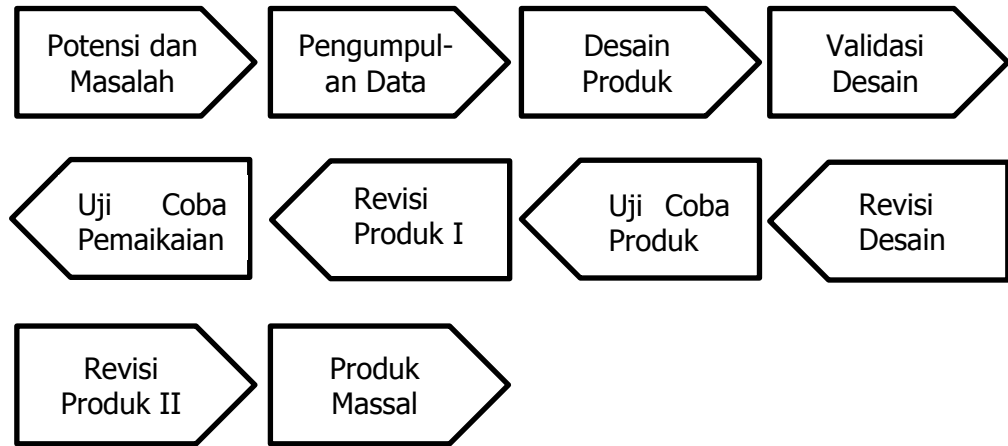 Potensi dan
Masalah
Pengumpul-
an Data
Desain
Produk
Validasi
Desain
Uji Coba
Pemaikaian
Revisi
Produk I
Uji Coba
Produk
Revisi
Desain
Revisi
Produk II
Produk
Massal